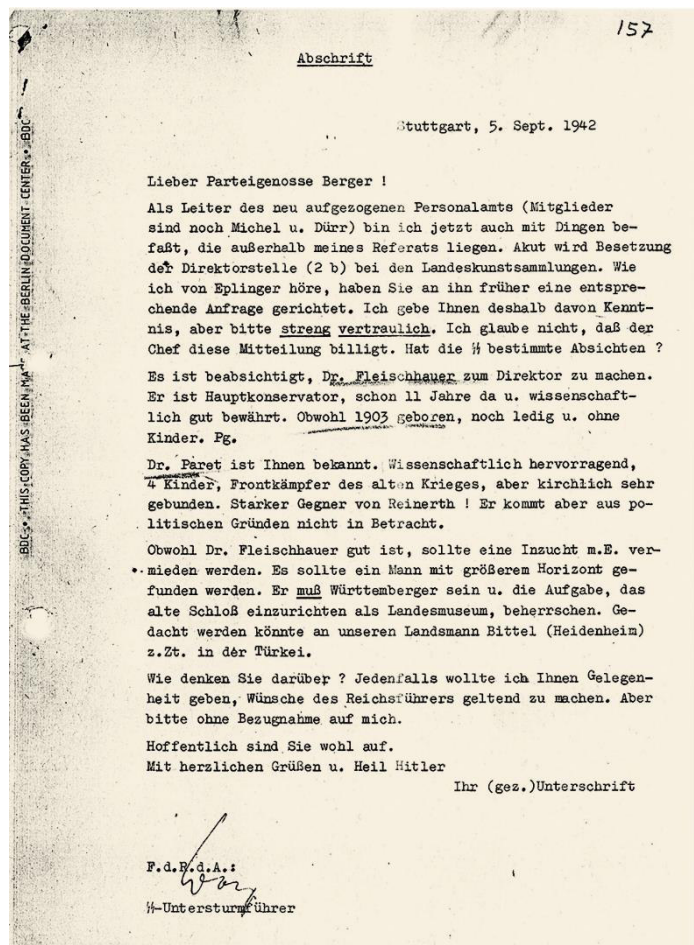 157
Abschrift
Stuttgart, 5. Sept. 1942
Lieber Parteigenosse Berger !
Als Leiter des neu aufgezogenen Personalamts (Mitglieder
sind noch Michel u. Dürr) bin ich jetzt auch mit Dingen be-
faßt, die außerhalb meines Referats liegen. Akut wird Besetzung
der Direktorstelle (2 b) bei den Landeskunstsammlungen. Wie
ich von Eplinger höre, haben Sie an ihn früher eine entspre-
chende Anfrage gerichtet. Ich gebe Ihnen deshalb davon Kennt-
nis, aber bitte streng vertraulich. Ich glaube nicht, daß der
Chef diese Mitteilung billigt. Hat die ᛋᛋ bestimmte Absichten ?
Es ist beabsichtigt, Dr. Fleischhauer zum Direktor zu machen.
Er ist Hauptkonservator, schon 11 Jahre da u. wissenschaft-
lich gut bewährt. Obwohl 1903 geboren, noch ledig u. ohne
Kinder. Pg.
Dr. Paret ist Ihnen bekannt. Wissenschaftlich hervorragend,
4 Kinder, Frontkämpfer des alten Krieges, aber kirchlich sehr
gebunden. Starker Gegner von Reinerth ! Er kommt aber aus po-
litischen Gründen nicht in Betracht.
Obwohl Dr. Fleischhauer gut ist, sollte eine Inzucht m.E. ver-
mieden werden. Es sollte ein Mann mit größerem Horizont ge-
funden werden. Er muß Württemberger sein u. die Aufgabe, das
alte Schloß einzurichten als Landesmuseum, beherrschen. Ge-
dacht werden könnte an unseren Landsmann Bittel (Heidenheim)
z.Zt. in der Türkei.
Wie denken Sie darüber ? Jedenfalls wollte ich Ihnen Gelegen-
heit geben, Wünsche des Reichsführers geltend zu machen. Aber
bitte ohne Bezugnahme auf mich.
Hoffentlich sind Sie wohl auf.
Mit herzlichen Grüßen u. Heil Hitler
Ihr (gez.)Unterschrift
F.d.R.d.A.:
ᛋᛋ-Untersturmführer
BDC • THIS COPY HAS BEEN MADE AT THE BERLIN DOCUMENT CENTER • BDC